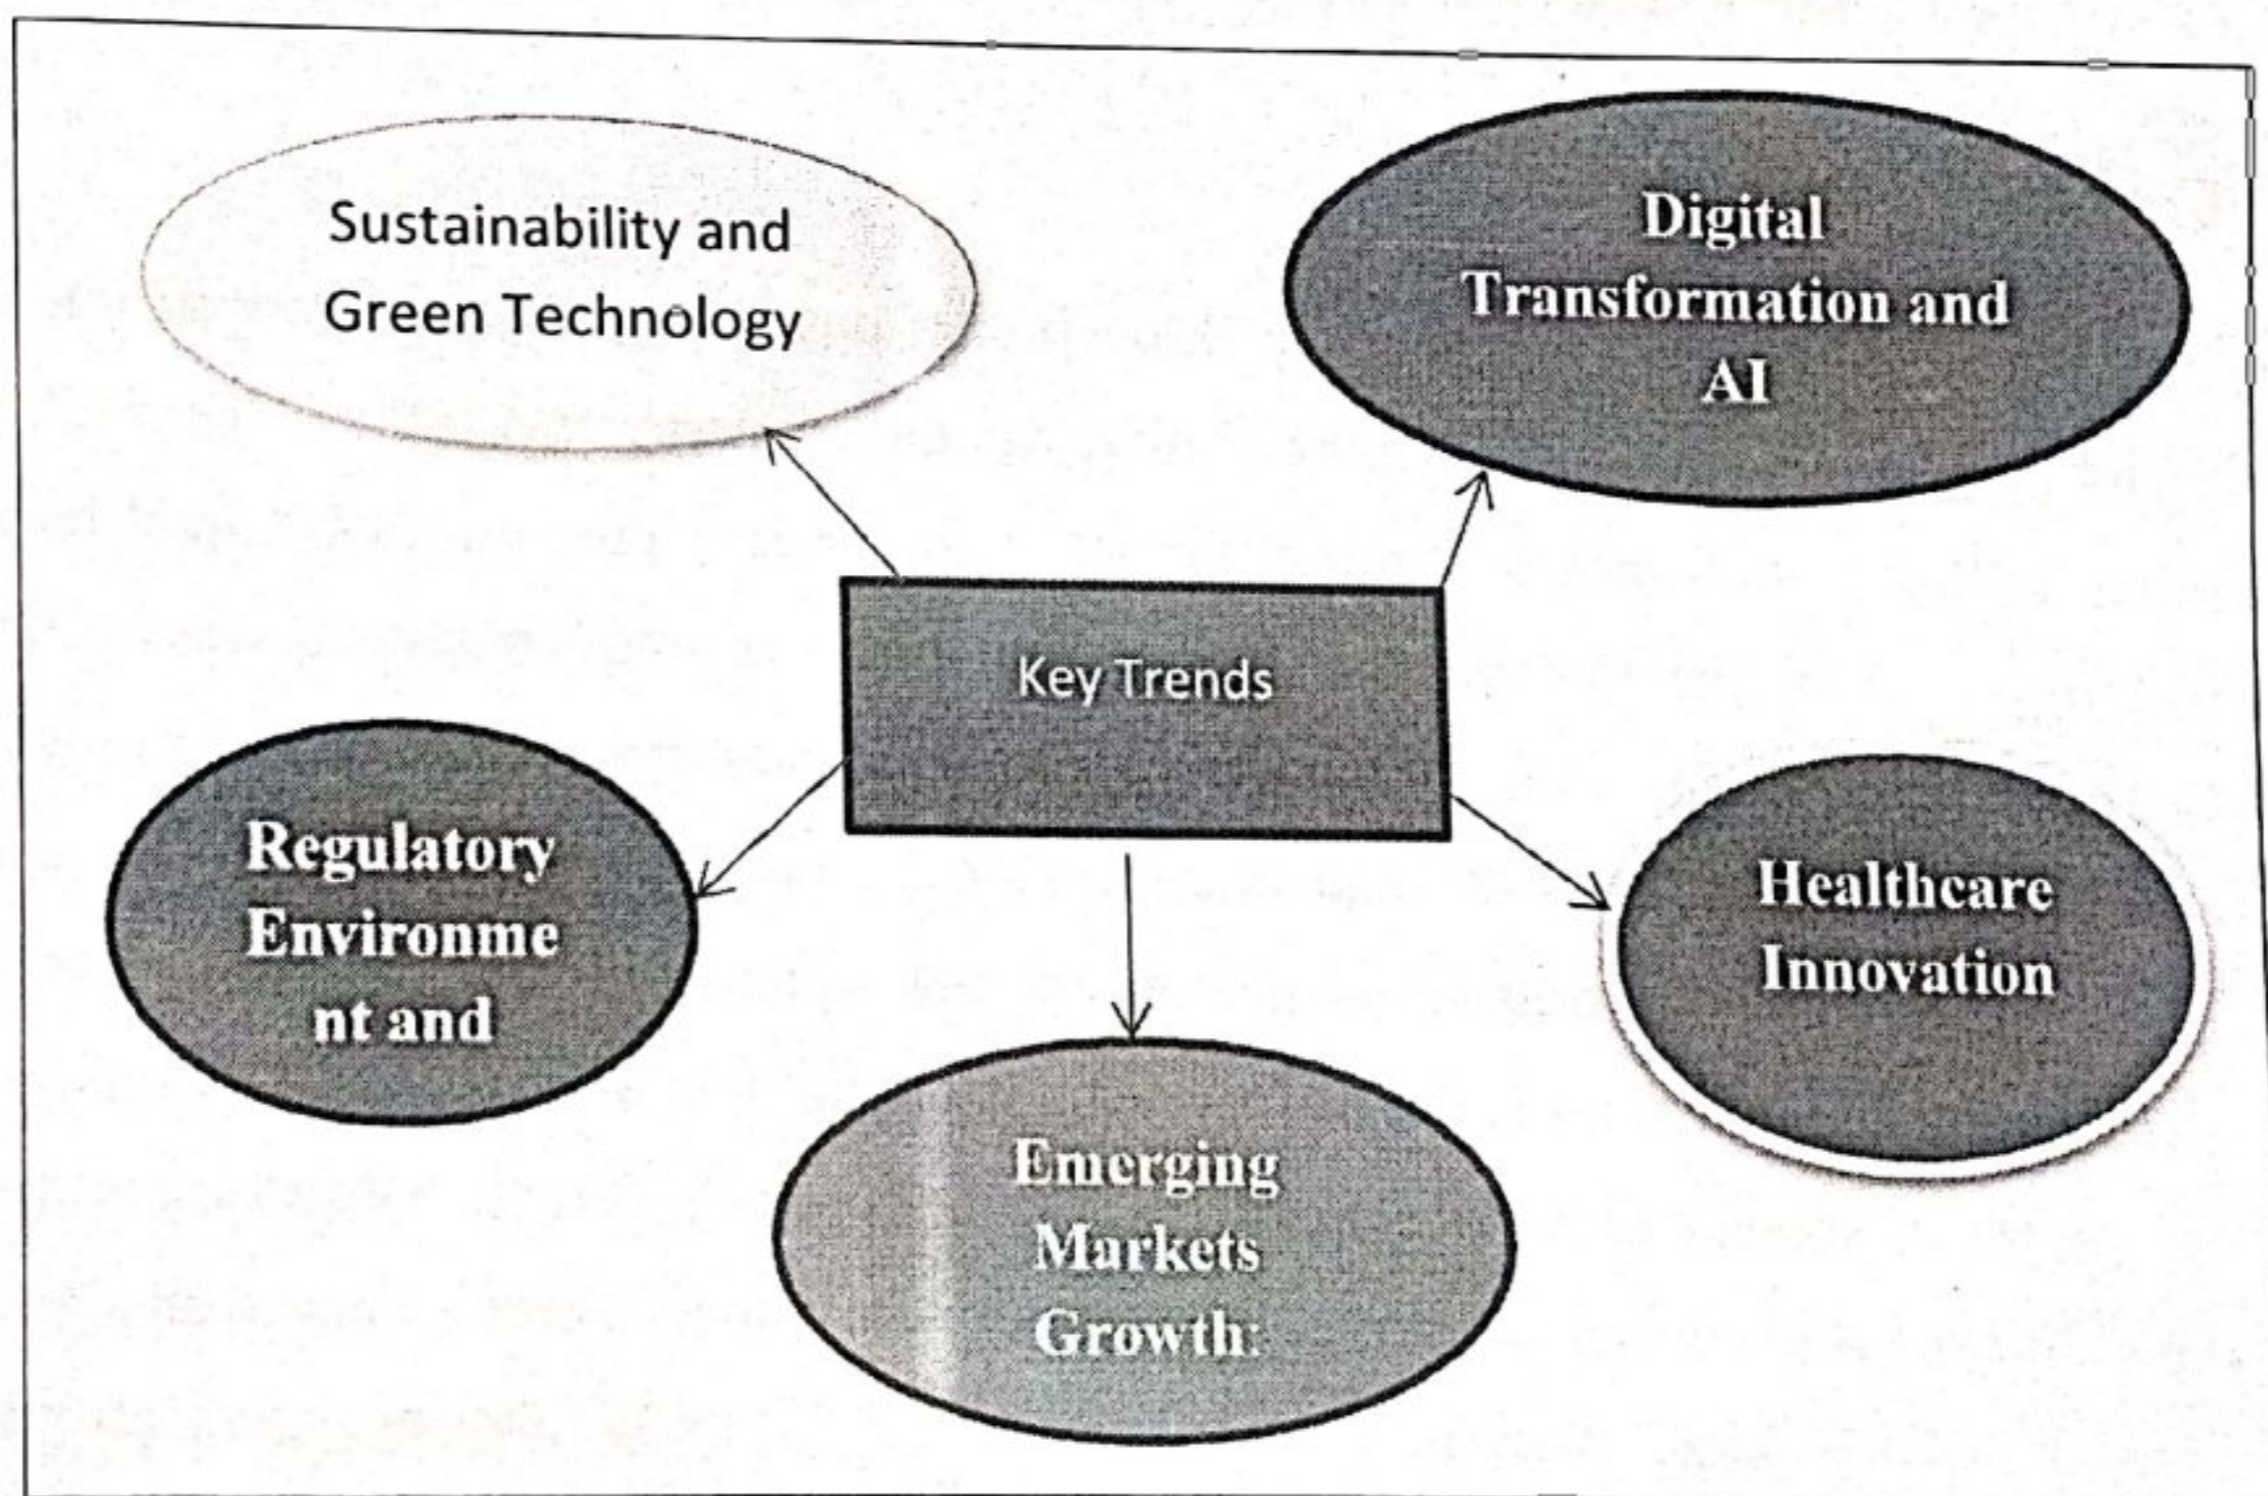 Sustainability and
Green Technology
Digital
Transformation and
AI
Key Trends
Regulatory
Environme
nt and
Healthcare
Innovation
Emerging
Markets
Growth: